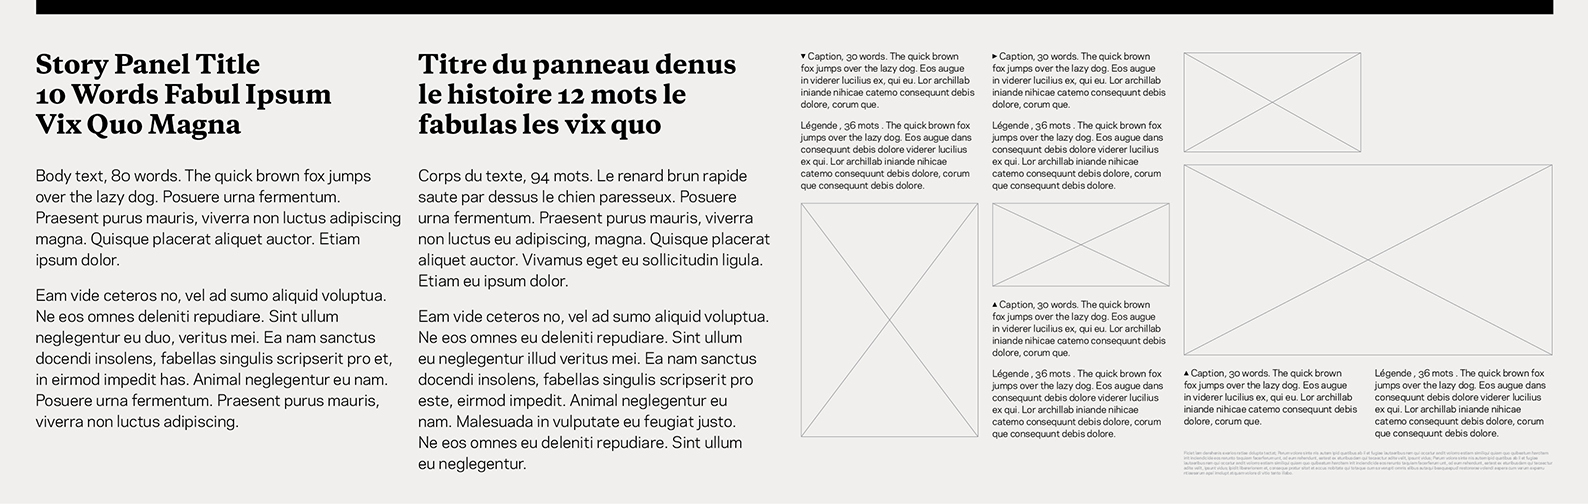 Story Panel Title
10 Words Fabul Ipsum
Vix Quo Magna
Body text, 80 words. The quick brown fox jumps
over the lazy dog. Posuere urna fermentum.
Praesent purus mauris, viverra non luctus adipiscing
magna. Quisque placerat aliquet auctor. Etiam
ipsum dolor.
Eam vide ceteros no, vel ad sumo aliquid voluptua.
Ne eos omnes deleniti repudiare. Sint ullum
neglegentur eu duo, veritus mei. Ea nam sanctus
docendi insolens, fabellas singulis scripserit pro et,
in eirmod impedit has. Animal neglegentur eu nam.
Posuere urna fermentum. Praesent purus mauris,
viverra non luctus adipiscing.
Titre du panneau denus
le histoire 12 mots le
fabulas les vix quo
Corps du texte, 94 mots. Le renard brun rapide
saute par dessus le chien paresseux. Posuere
urna fermentum. Praesent purus mauris, viverra
non luctus eu adipiscing, magna. Quisque placerat
aliquet auctor. Vivamus eget eu sollicitudin ligula.
Etiam eu ipsum dolor.
Eam vide ceteros no, vel ad sumo aliquid voluptua.
Ne eos omnes eu deleniti repudiare. Sint ullum
eu neglegentur illud veritus mei. Ea nam sanctus
docendi insolens, fabellas singulis scripserit pro
este, eirmod impedit. Animal neglegentur eu
nam. Malesuada in vulputate eu feugiat justo.
Ne eos omnes eu deleniti repudiare. Sint ullum
eu neglegentur.
▼ Caption, 30 words. The quick brown
fox jumps over the lazy dog. Eos augue
in viderer lucilius ex, qui eu. Lor archillab
iniande nihicae catemo consequunt debis
dolore, corum que.
Légende , 36 mots . The quick brown fox
jumps over the lazy dog. Eos augue dans
consequunt debis dolore viderer lucilius
ex qui. Lor archillab iniande nihicae
catemo consequunt debis dolore, corum
que consequunt debis dolore.
► Caption, 30 words. The quick brown
fox jumps over the lazy dog. Eos augue
in viderer lucilius ex, qui eu. Lor archillab
iniande nihicae catemo consequunt debis
dolore, corum que.
Légende , 36 mots . The quick brown fox
jumps over the lazy dog. Eos augue dans
consequunt debis dolore viderer lucilius
ex qui. Lor archillab iniande nihicae
catemo consequunt debis dolore, corum
que consequunt debis dolore.
▲ Caption, 30 words. The quick brown
fox jumps over the lazy dog. Eos augue
in viderer lucilius ex, qui eu. Lor archillab
iniande nihicae catemo consequunt debis
dolore, corum que.
Légende , 36 mots . The quick brown fox
jumps over the lazy dog. Eos augue dans
consequunt debis dolore viderer lucilius
ex qui. Lor archillab iniande nihicae
catemo consequunt debis dolore, corum
que consequunt debis dolore.
▲ Caption, 30 words. The quick brown
fox jumps over the lazy dog. Eos augue
in viderer lucilius ex, qui eu. Lor archillab
iniande nihicae catemo consequunt debis
dolore, corum que.
Légende , 36 mots . The quick brown fox
jumps over the lazy dog. Eos augue dans
consequunt debis dolore viderer lucilius
ex qui. Lor archillab iniande nihicae
catemo consequunt debis dolore, corum
que consequunt debis dolore.